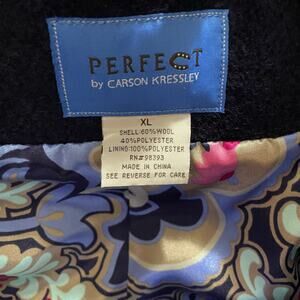 PERFECT
by CARSON KRESSLEY
XL
SHELL:60%WOOL
40%POLYESTER
LINING:100%POLYESTER
RN#98393
MADE IN CHINA
SEE REVERSE FOR CARE